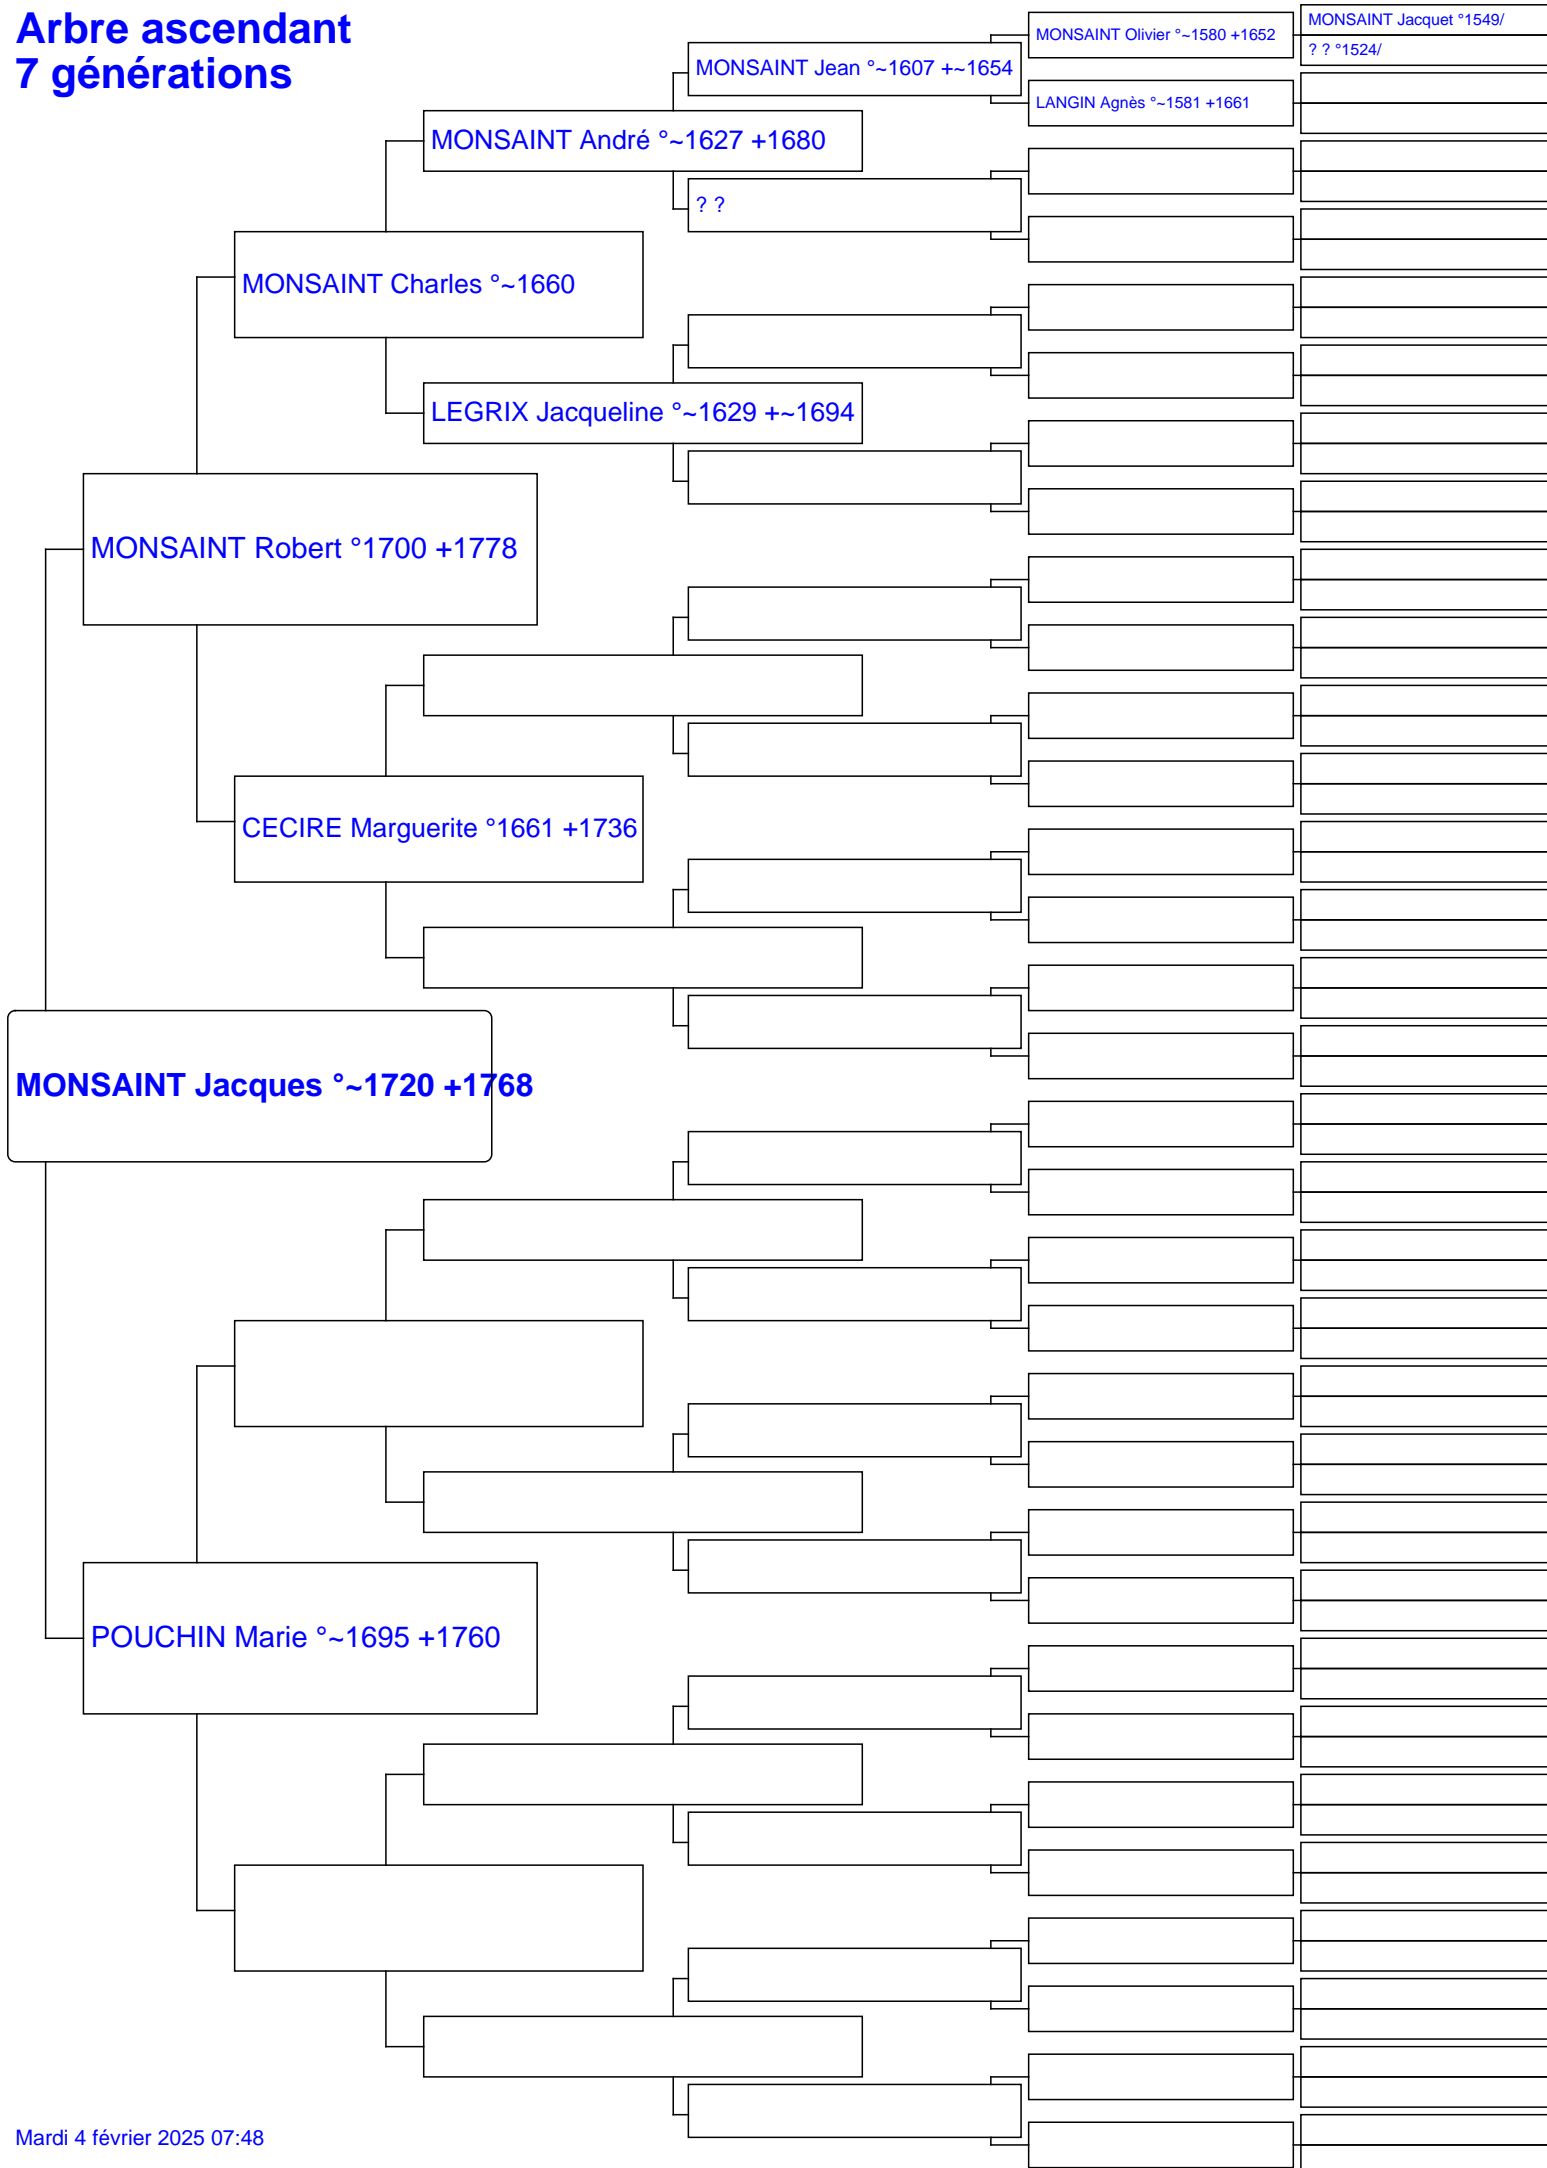 Arbre ascendant
7 générations
MONSAINT Jacquet °1549/
MONSAINT Olivier °~1580 +1652
? ? °1524/
MONSAINT Jean °~1607 +~1654
LANGIN Agnès °~1581 +1661
MONSAINT André °~1627 +1680
? ?
MONSAINT Charles °~1660
LEGRIX Jacqueline °~1629 +~1694
MONSAINT Robert °1700 +1778
CECIRE Marguerite °1661 +1736
MONSAINT Jacques °~1720 +1768
POUCHIN Marie °~1695 +1760
Mardi 4 février 2025 07:48